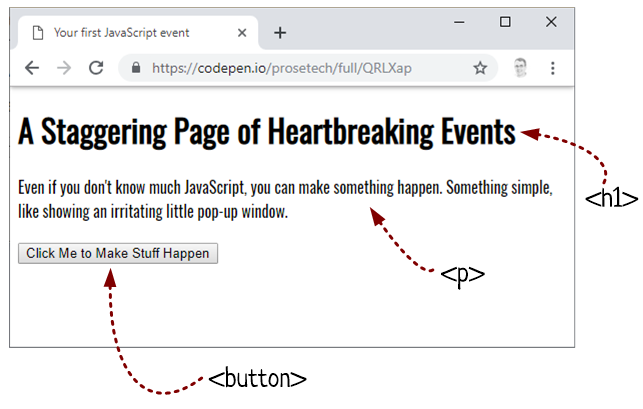 Your first JavaScript event
https://codepen.io/prosetech/full/QRLXap
A Staggering Page of Heartbreaking Events
<h1>
Even if you don't know much JavaScript, you can make something happen. Something simple,
like showing an irritating little pop-up window.
Click Me to Make Stuff Happen
<p>
<button>